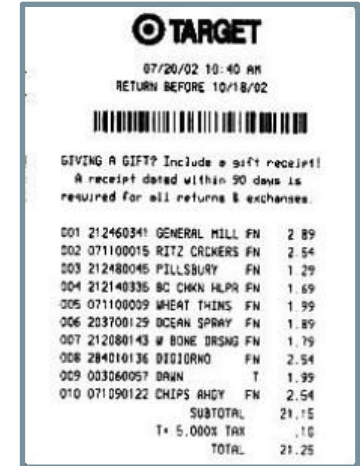 TARGET
07/20/02 10:40 AM
RETURN BEFORE 10/18/02
GIVING A GIFT? Include a gift receipt!
A receipt dated within 90 days is
required for all returns & exchanges.
001 212460341 GENERAL MILL FN 2.89
002 071100015 RITZ CRCKERS FN 2.54
003 212480045 PILLSBURY FN 1.29
004 212140336 BC CHKN HLPR FN 1.69
005 071100009 WHEAT THINS FN 1.99
006 203700129 OCEAN SPRAY FN 1.89
007 212080143 W BONE DRSNG FN 1.79
008 284010136 DIGIORNO FN 2.54
009 003060057 DAWN T 1.99
010 071090122 CHIPS AHOY FN 2.54
SUBTOTAL 21.15
T= 5.000% TAX .10
TOTAL 21.25